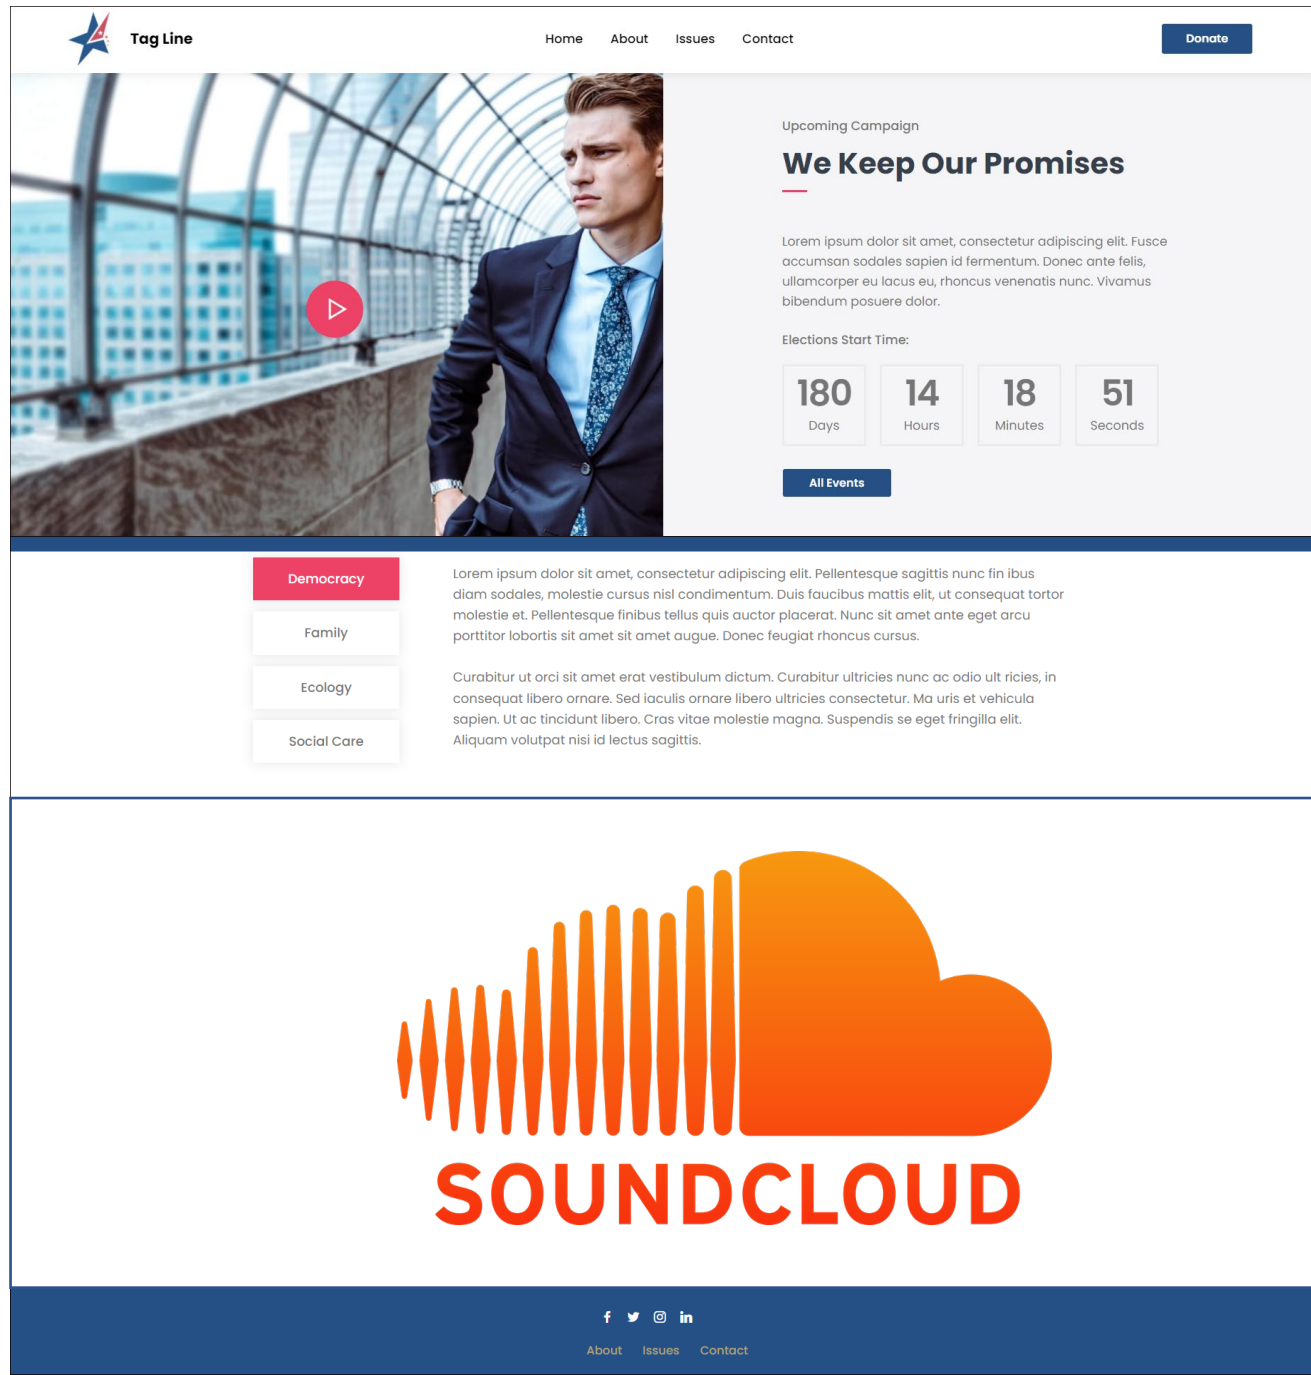 Tag Line
Home About Issues Contact
Donate
Upcoming Campaign
We Keep Our Promises
Lorem ipsum dolor sit amet, consectetur adipiscing elit. Fusce
accumsan sodales sapien id fermentum. Donec ante felis,
ullamcorper eu lacus eu, rhoncus venenatis nunc. Vivamus
bibendum posuere dolor.
Elections Start Time:
180 14 18 51
Days Hours Minutes Seconds
All Events
Democracy
Family
Ecology
Social Care
Lorem ipsum dolor sit amet, consectetur adipiscing elit. Pellentesque sagittis nunc fin ibus
diam sodales, molestie cursus nisl condimentum. Duis faucibus mattis elit, ut consequat tortor
molestie et. Pellentesque finibus tellus quis auctor placerat. Nunc sit amet ante eget arcu
porttitor lobortis sit amet sit amet augue. Donec feugiat rhoncus cursus.
Curabitur ut orci sit amet erat vestibulum dictum. Curabitur ultricies nunc ac odio ult ricies, in
consequat libero ornare. Sed iaculis ornare libero ultricies consectetur. Ma uris et vehicula
sapien. Ut ac tincidunt libero. Cras vitae molestie magna. Suspendis se eget fringilla elit.
Aliquam volutpat nisi id lectus sagittis.
SOUNDCLOUD
About Issues Contact